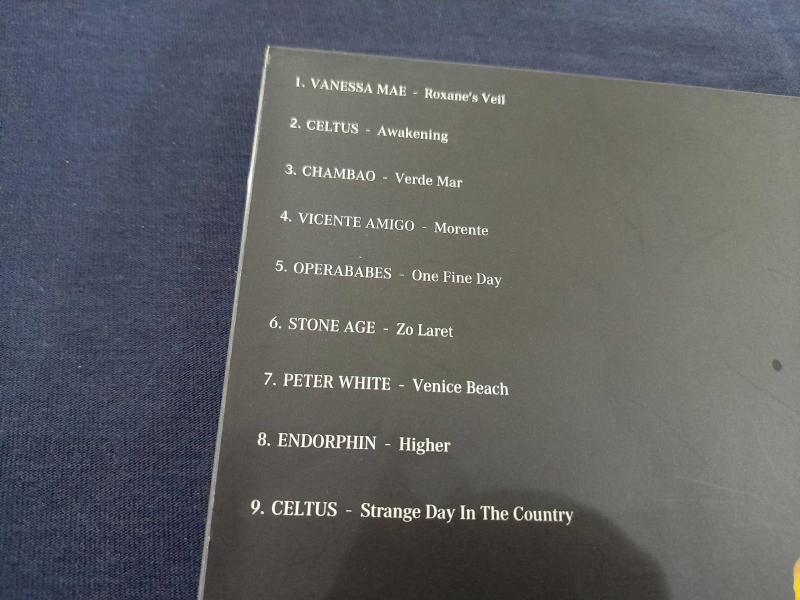 1. VANESSA MAE - Roxane's Veil
2. CELTUS - Awakening
3. CHAMBAO - Verde Mar
4. VICENTE AMIGO - Morente
5. OPERABABES - One Fine Day
6. STONE AGE - Zo Laret
7. PETER WHITE - Venice Beach
8. ENDORPHIN - Higher
9. CELTUS - Strange Day In The Country